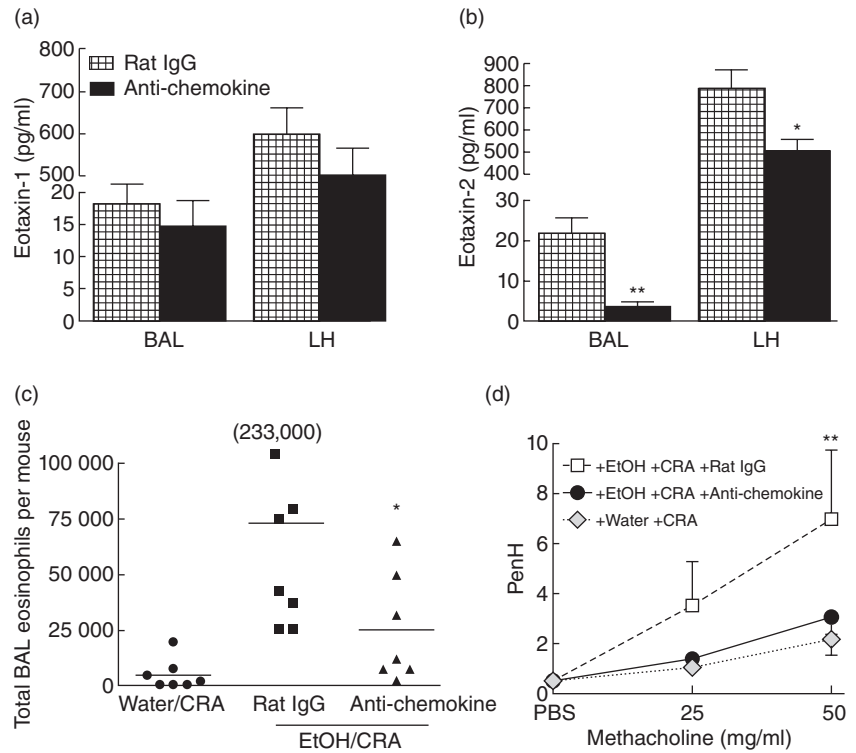 (a)
Eotaxin-1 (pg/ml)
800
700
600
500
20
15
10
5
0
Rat IgG
Anti-chemokine
BAL LH
(b)
Eotaxin-2 (pg/ml)
900
800
700
600
500
400
30
20
10
0
**
*
BAL LH
(c)
Total BAL eosinophils per mouse
(233,000)
100 000
75 000
50 000
25 000
0
*
Water/CRA Rat IgG Anti-chemokine
EtOH/CRA
(d)
PenH
10
8
6
4
2
0
+EtOH +CRA +Rat IgG
+EtOH +CRA +Anti-chemokine
+Water +CRA
**
PBS 25 50
Methacholine (mg/ml)